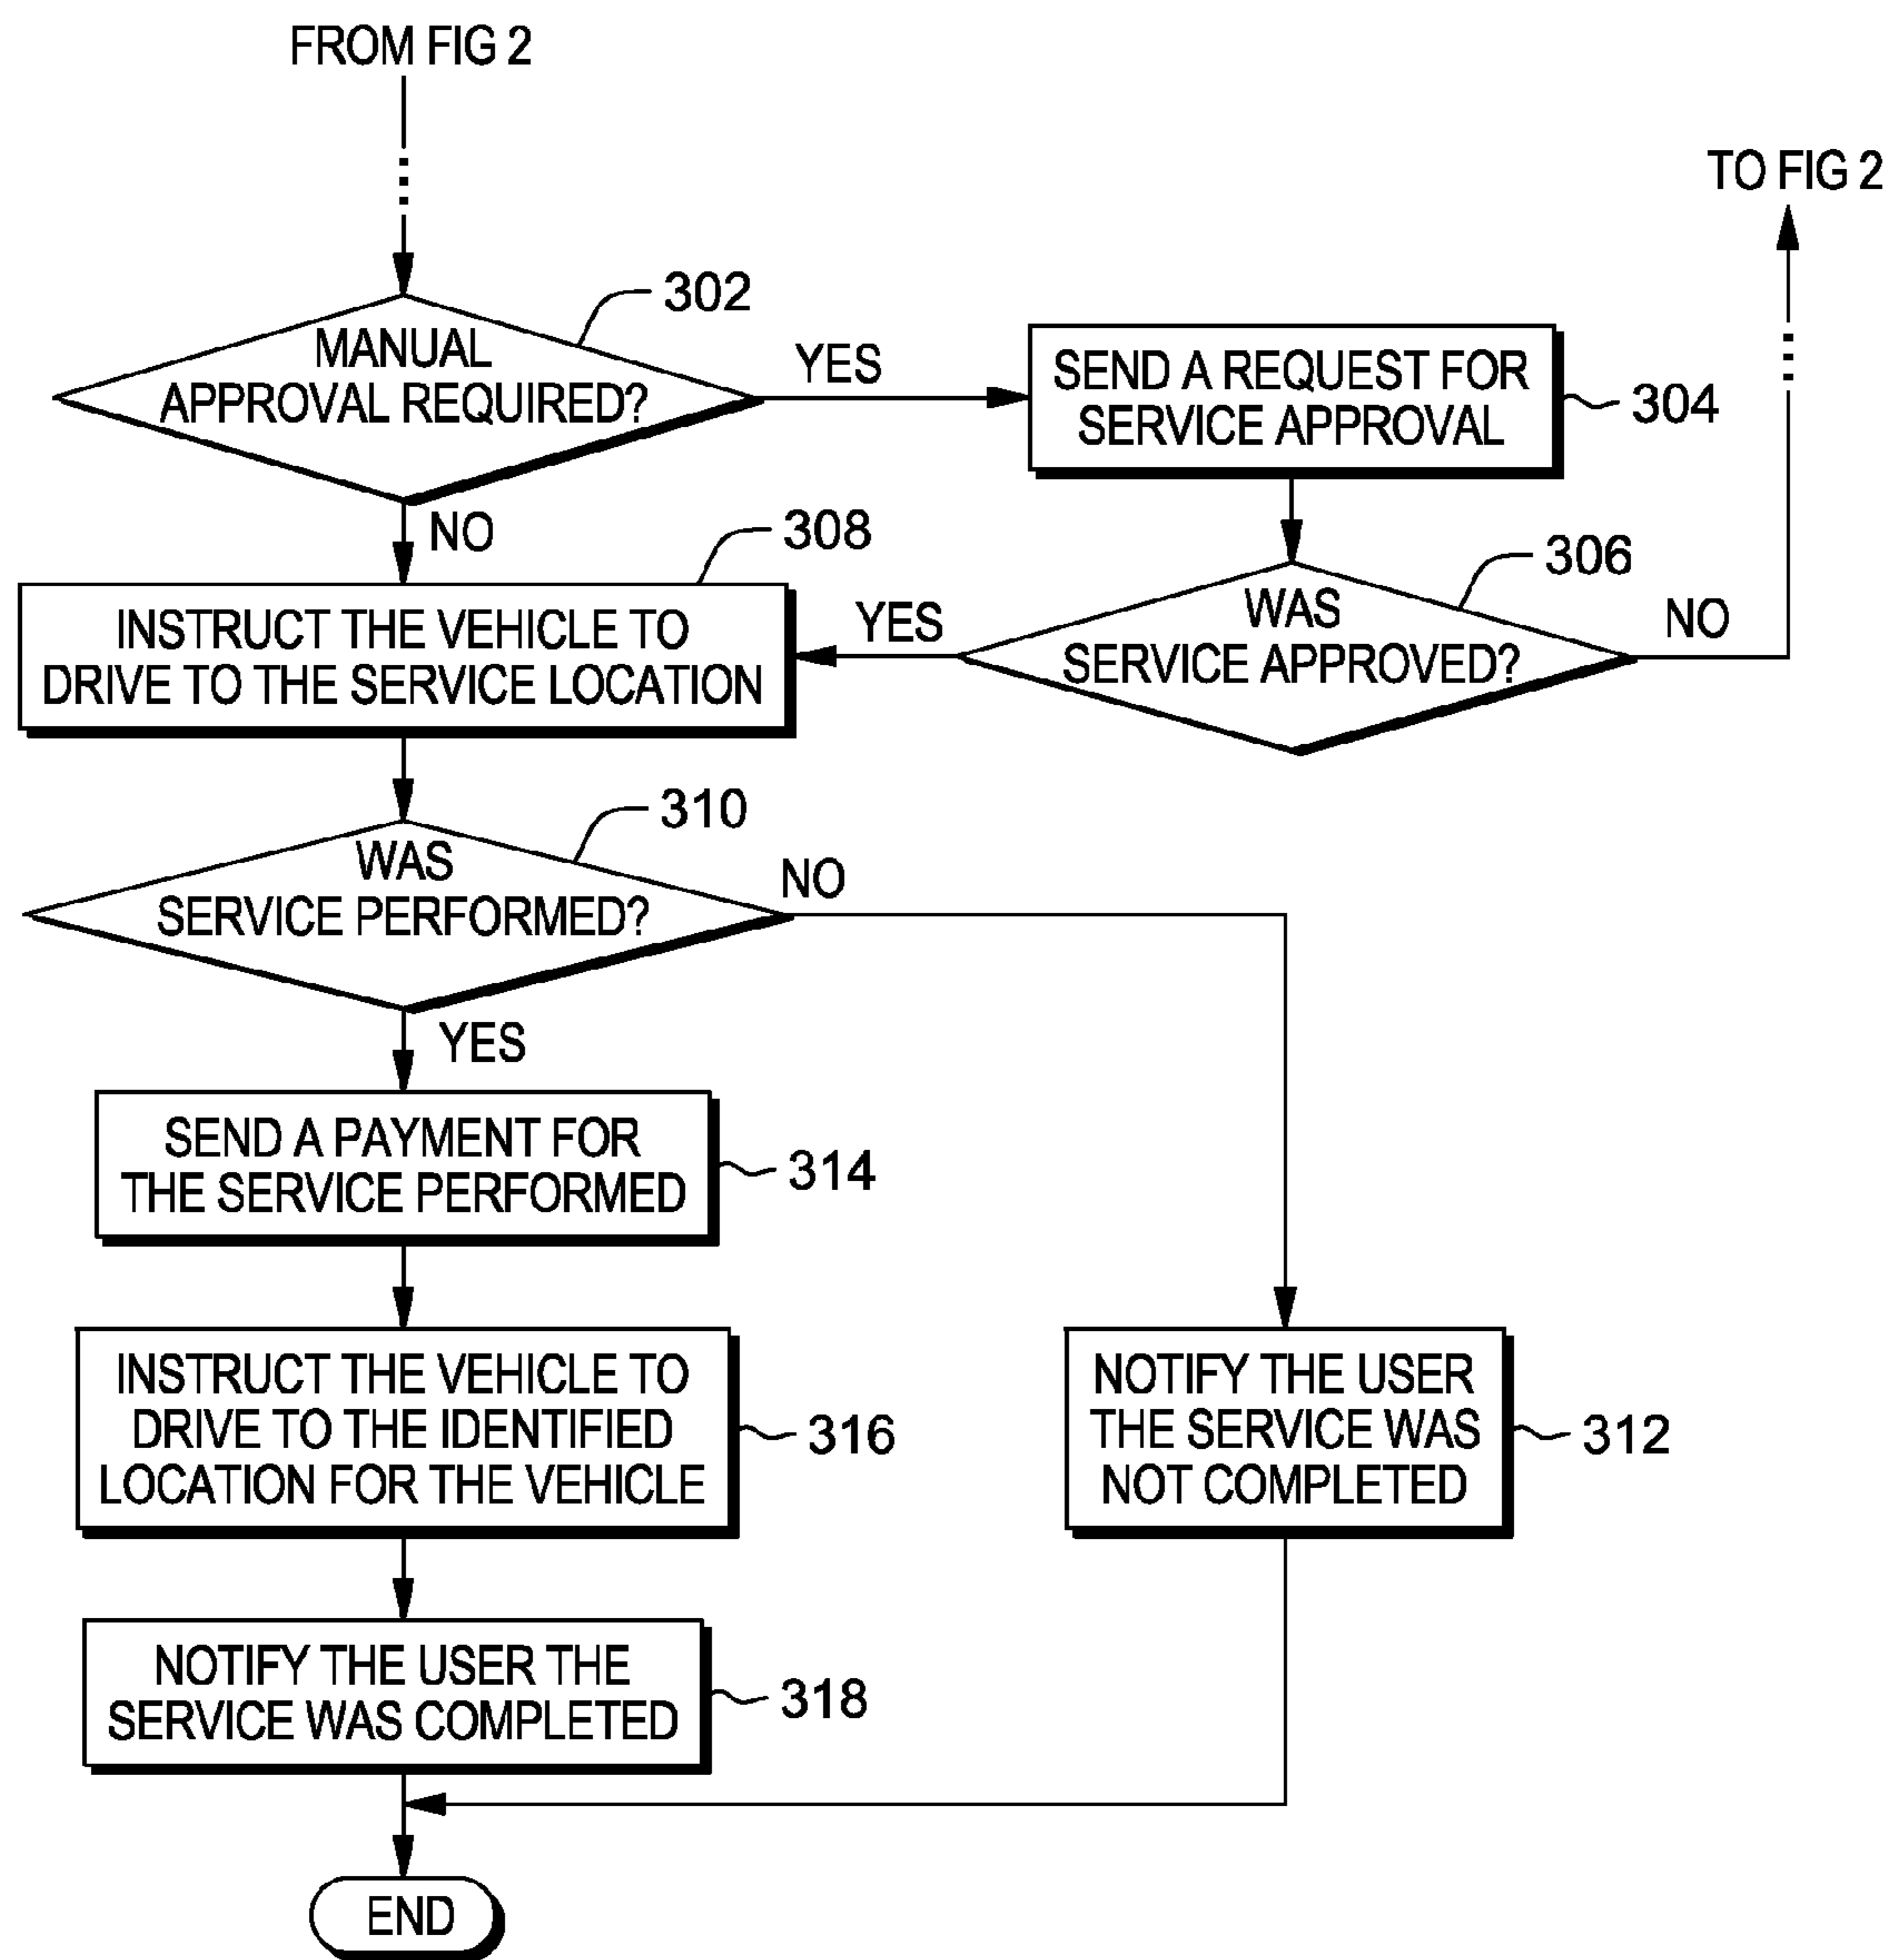 FROM FIG 2
TO FIG 2
302
MANUAL
APPROVAL REQUIRED?
YES
SEND A REQUEST FOR
SERVICE APPROVAL
304
NO
308
306
INSTRUCT THE VEHICLE TO
DRIVE TO THE SERVICE LOCATION
YES
WAS
SERVICE APPROVED?
NO
310
WAS
SERVICE PERFORMED?
NO
YES
SEND A PAYMENT FOR
THE SERVICE PERFORMED
314
INSTRUCT THE VEHICLE TO
DRIVE TO THE IDENTIFIED
LOCATION FOR THE VEHICLE
316
NOTIFY THE USER
THE SERVICE WAS
NOT COMPLETED
312
NOTIFY THE USER THE
SERVICE WAS COMPLETED
318
END